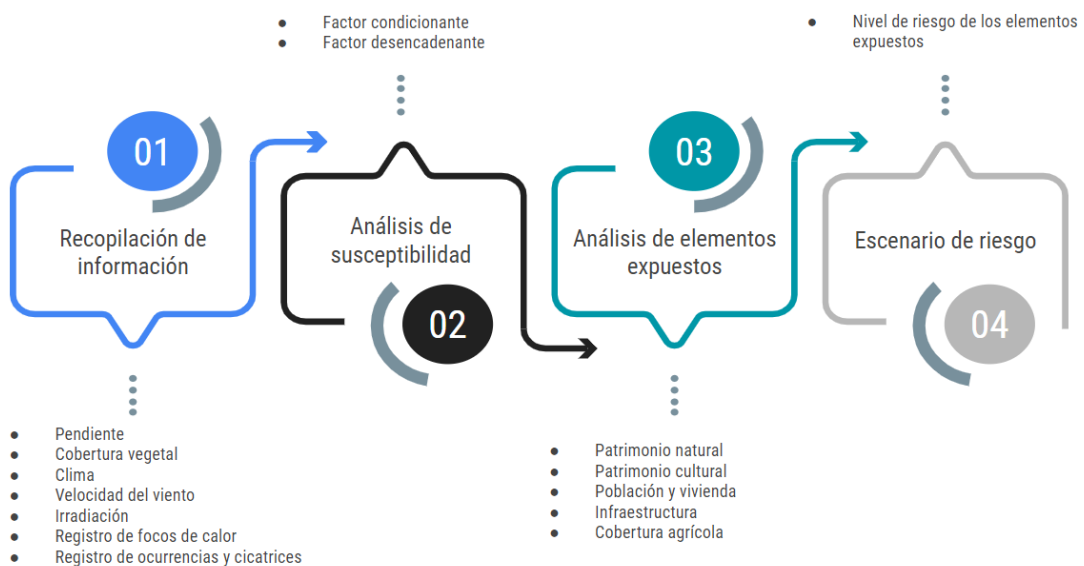 01
Recopilación de
información
● Pendiente
● Cobertura vegetal
● Clima
● Velocidad del viento
● Irradiación
● Registro de focos de calor
● Registro de ocurrencias y cicatrices
● Factor condicionante
● Factor desencadenante
Análisis de
susceptibilidad
02
03
Análisis de elementos
expuestos
● Patrimonio natural
● Patrimonio cultural
● Población y vivienda
● Infraestructura
● Cobertura agrícola
● Nivel de riesgo de los elementos
expuestos
Escenario de riesgo
04